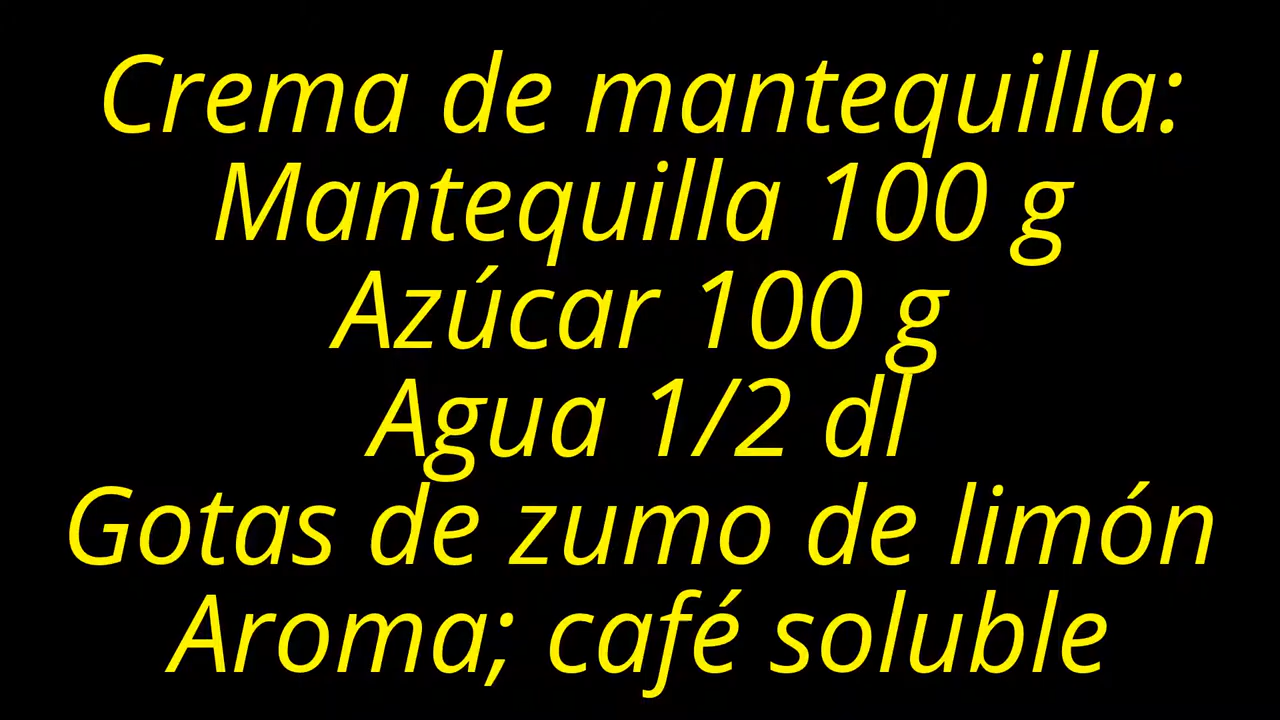 Crema de mantequilla:
Mantequilla 100 g
Azúcar 100 g
Agua 1/2 dl
Gotas de zumo de limón
Aroma; café soluble